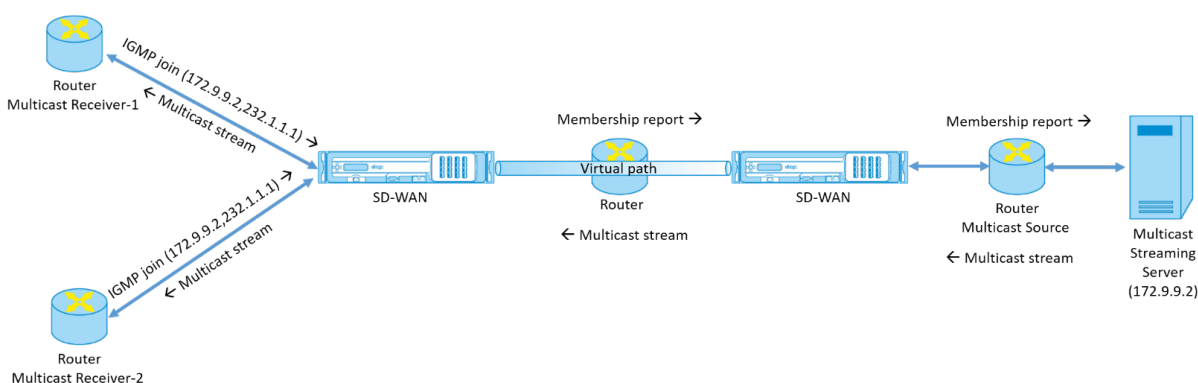 IGMP join (172.9.9.2,232.1.1.1) →
← Multicast stream
Router
Multicast Receiver-1
IGMP join (172.9.9.2,232.1.1.1) →
← Multicast stream
Router
Multicast Receiver-2
SD-WAN
Membership report →
Virtual path
Router
← Multicast stream
SD-WAN
Membership report →
Router
Multicast Source
← Multicast stream
Multicast
Streaming
Server
(172.9.9.2)